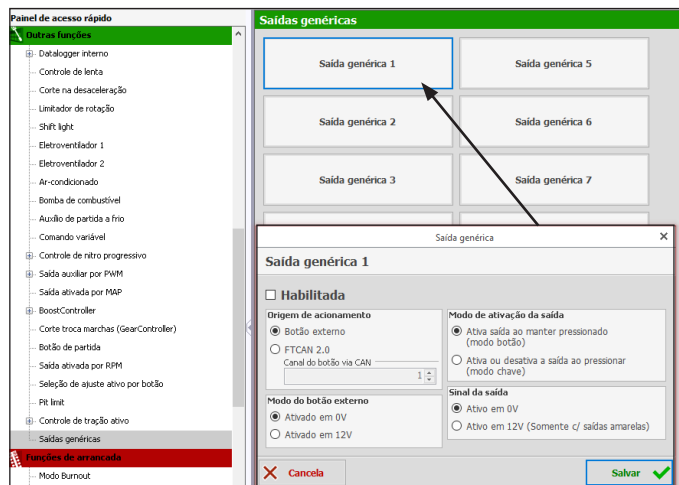 Painel de acesso rápido
Outras funções
Datalogger interno
Controle de lenta
Corte na desaceleração
Limitador de rotação
Shift light
Eletroventilador 1
Eletroventilador 2
Ar-condicionado
Bomba de combustível
Auxílio de partida a frio
Comando variável
Controle de nitro progressivo
Saída auxiliar por PWM
Saída ativada por MAP
BoostController
Corte troca marchas (GearController)
Botão de partida
Saída ativada por RPM
Seleção de ajuste ativo por botão
Pit limit
Controle de tração ativo
Saídas genéricas
Funções de arrancada
Modo Burnout
Saídas genéricas
Saída genérica 1
Saída genérica 5
Saída genérica 2
Saída genérica 6
Saída genérica 3
Saída genérica 7
Saída genérica
Saída genérica 1
Habilitada
Origem de acionamento
Botão externo
FTCAN 2.0
Canal do botão via CAN
1
Modo do botão externo
Ativado em 0V
Ativado em 12V
Modo de ativação da saída
Ativa saída ao manter pressionado
(modo botão)
Ativa ou desativa a saída ao pressionar
(modo chave)
Sinal da saída
Ativo em 0V
Ativo em 12V (Somente c/ saídas amarelas)
Cancela
Salvar